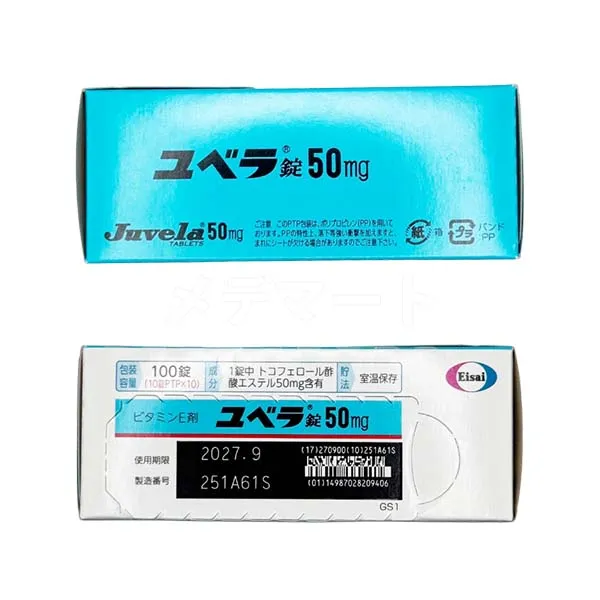 ユベラ®錠50mg
Juvela®50mg
TABLETS
ご注意 このPTP包装は、ポリプロピレン(PP)を用いて
おります。PPの特性上、落下等強い衝撃を加えますと、
まれにシートが欠ける場合がありますのでご注意下さい。
紙 箱
プラ バンド
PP
メデマート
包装容量 100錠 (10錠PTP×10)
成分 1錠中 トコフェロール酢
酸エステル50mg含有
貯法 室温保存
Eisai
ビタミンE剤 ユベラ®錠50mg
使用期限 2027.9
製造番号 251A61S
(17)270900(10)251A61S
(01)14987028209406
GS1